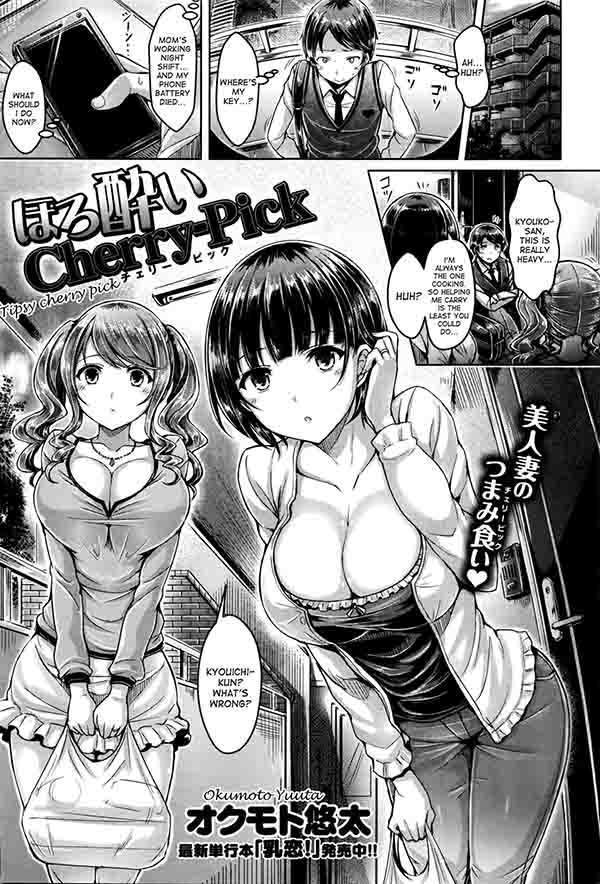 AH...
HUH?
WHERE'S
MY
KEY...?
ゴソ
ゴソ
MOM'S
WORKING
NIGHT
SHIFT...
AND MY
PHONE
BATTERY
DIED...
WHAT
SHOULD I
DO NOW?
KYOUKO-
SAN,
THIS IS
REALLY
HEAVY...
I'M
ALWAYS
THE ONE
COOKING
SO HELPING
ME CARRY
IS THE
LEAST YOU
COULD
DO...
HUH?
ほろ酔い
Cherry-Pick
チェリーピック
Tipsy cherry pick
美人妻の
つまみ食い♥
チェリーピック
KYOUICHI-
KUN?
WHAT'S
WRONG?
Okumoto Yuuta
オクモト悠太
最新単行本「乳恋!」発売中!!